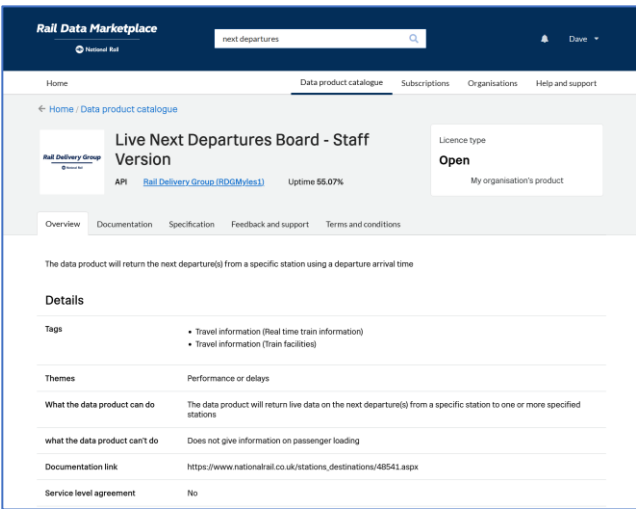 Rail Data Marketplace
National Rail
next departures
Dave
Home
Data product catalogue
Subscriptions
Organisations
Help and support
← Home / Data product catalogue
Rail Delivery Group
National Rail
Live Next Departures Board - Staff
Version
API Rail Delivery Group (RDGMyles1) Uptime 55.07%
Licence type
Open
My organisation's product
Overview
Documentation
Specification
Feedback and support
Terms and conditions
The data product will return the next departure(s) from a specific station using a departure arrival time
Details
Tags
• Travel information (Real time train information)
• Travel information (Train facilities)
Themes
Performance or delays
What the data product can do
The data product will return live data on the next departure(s) from a specific station to one or more specified
stations
what the data product can't do
Does not give information on passenger loading
Documentation link
https://www.nationalrail.co.uk/stations_destinations/48541.aspx
Service level agreement
No